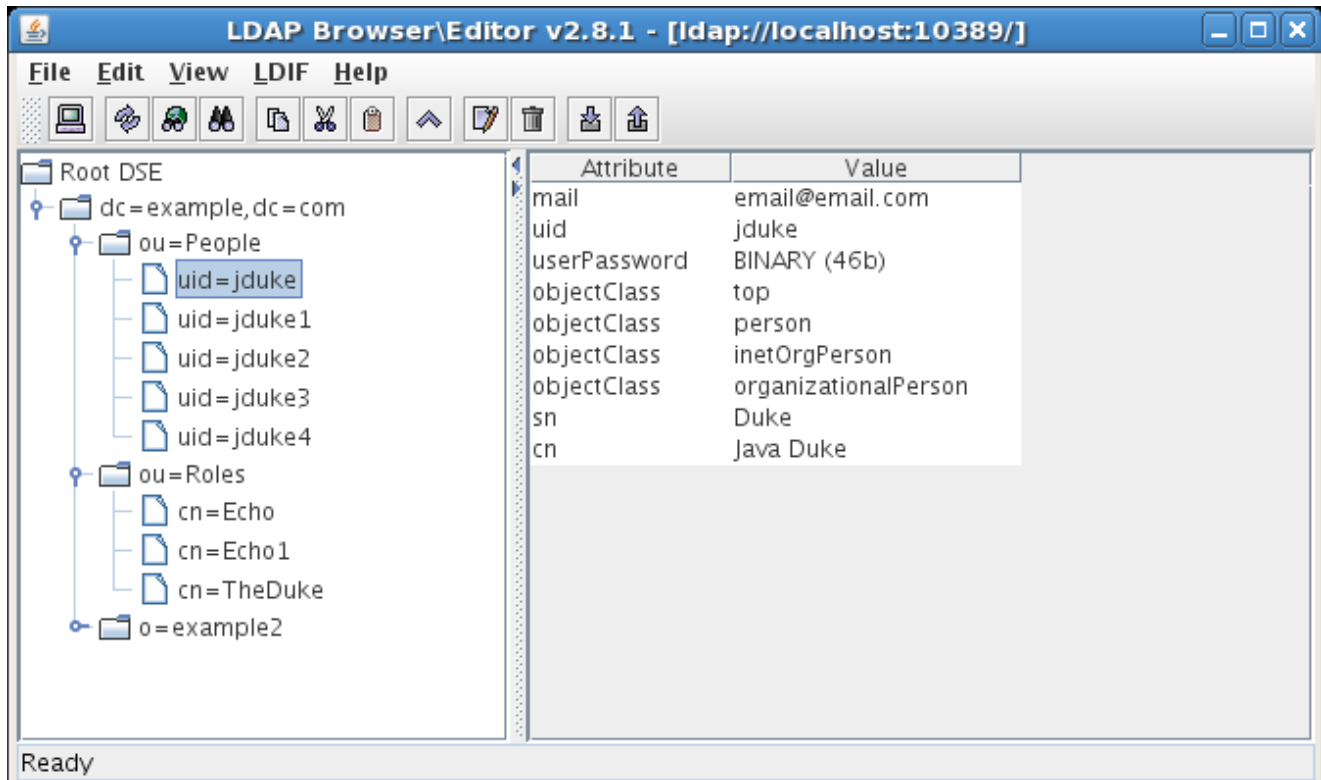 LDAP Browser\Editor v2.8.1 - [ldap://localhost:10389/]
File Edit View LDIF Help
Root DSE
dc=example,dc=com
ou=People
uid=jduke
uid=jduke1
uid=jduke2
uid=jduke3
uid=jduke4
ou=Roles
cn=Echo
cn=Echo1
cn=TheDuke
o=example2
Attribute Value
mail email@email.com
uid jduke
userPassword BINARY (46b)
objectClass top
objectClass person
objectClass inetOrgPerson
objectClass organizationalPerson
sn Duke
cn Java Duke
Ready